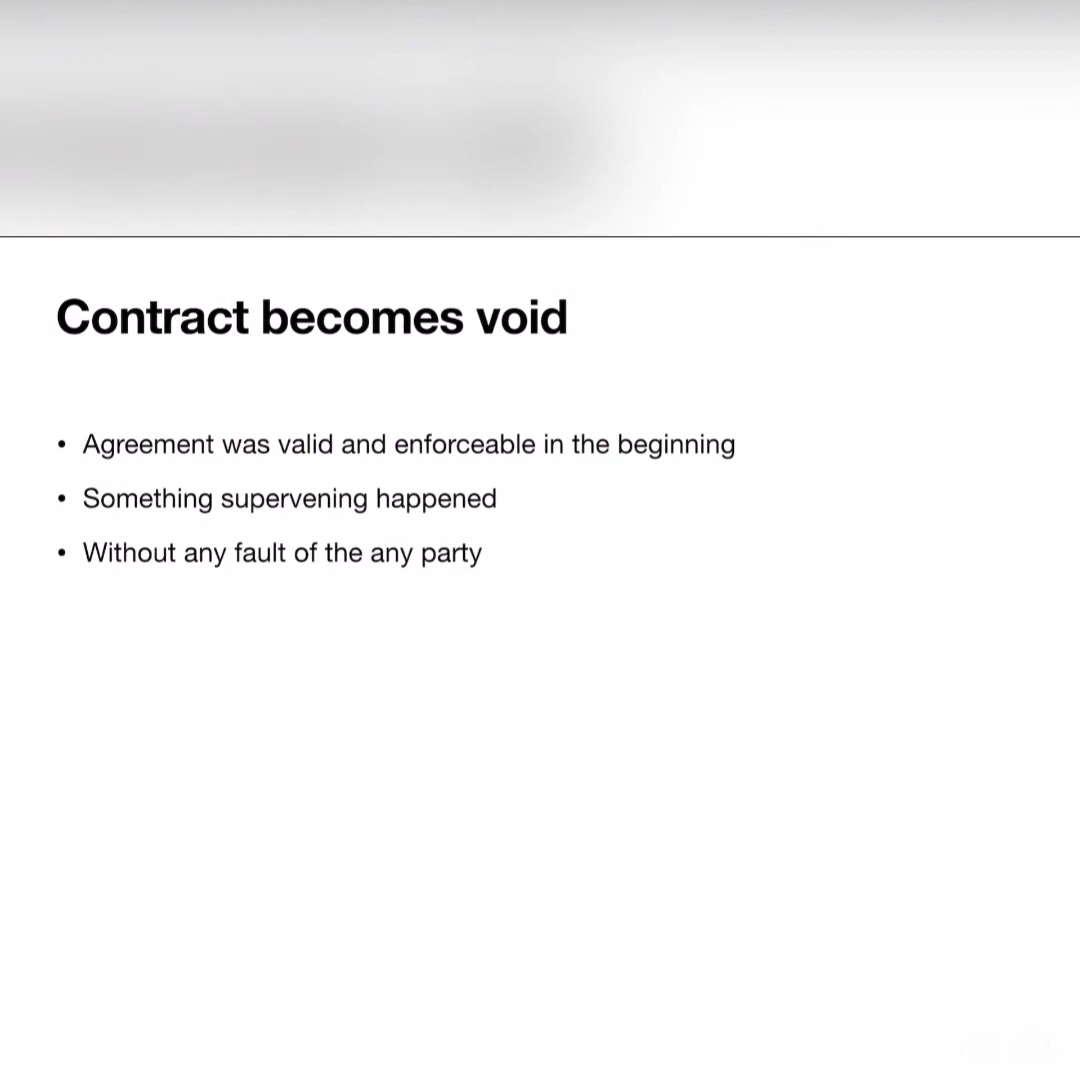 Contract becomes void
• Agreement was valid and enforceable in the beginning
• Something supervening happened
• Without any fault of the any party